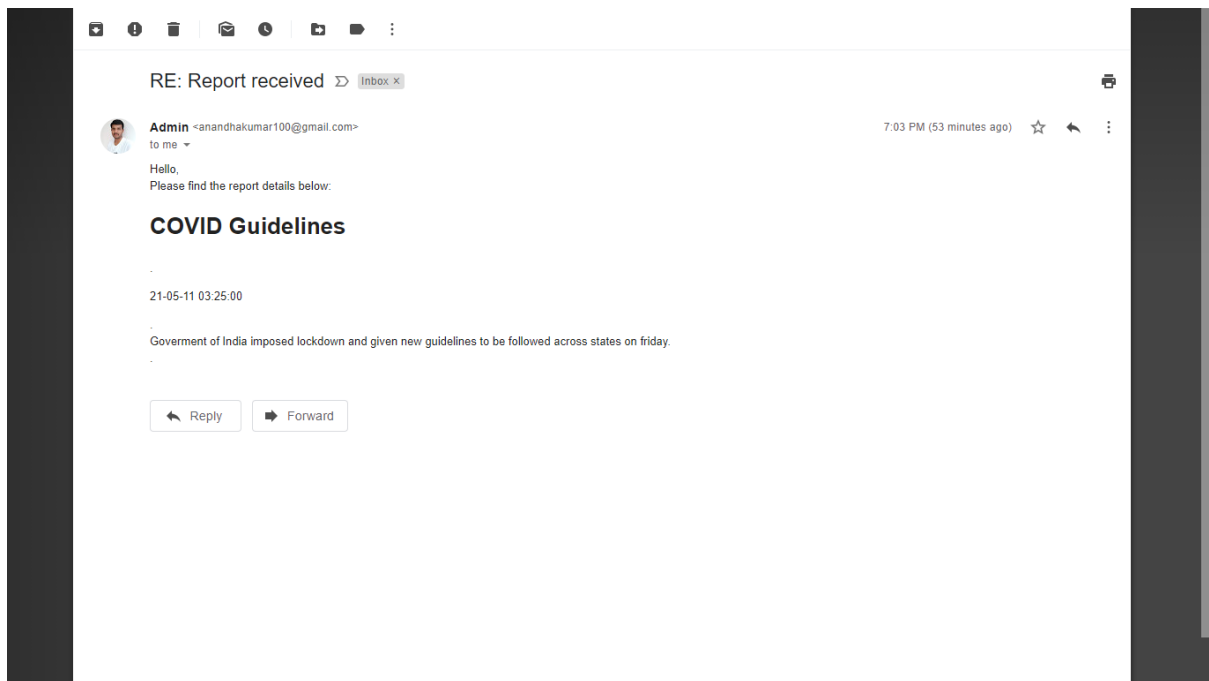 RE: Report received Inbox ×
Admin <anandhakumar100@gmail.com> 7:03 PM (53 minutes ago)
to me
Hello,
Please find the report details below:
COVID Guidelines
.
21-05-11 03:25:00
.
Goverment of India imposed lockdown and given new guidelines to be followed across states on friday.
.
Reply Forward